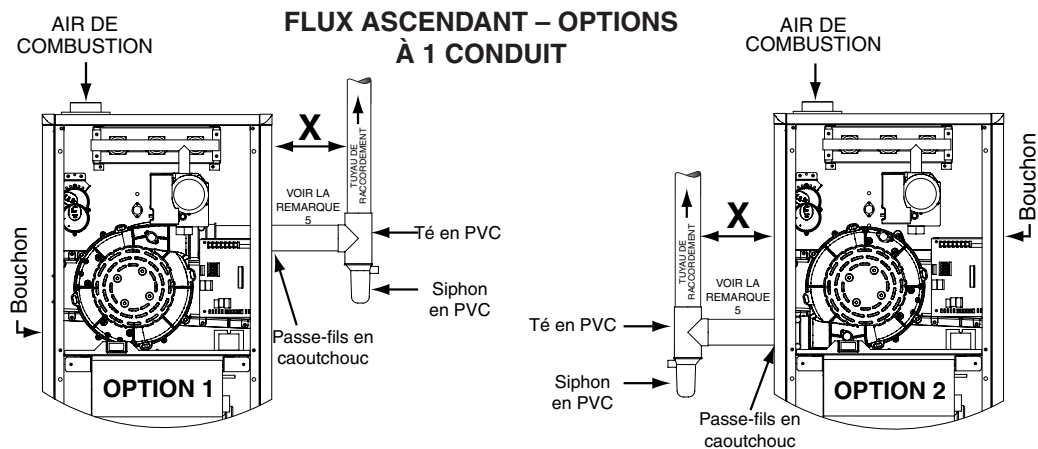 FLUX ASCENDANT – OPTIONS
À 1 CONDUIT
AIR DE
COMBUSTION
X
TUYAU DE
RACCORDEMENT
VOIR LA
REMARQUE
5
Té en PVC
Siphon
en PVC
Passe-fils en
caoutchouc
Bouchon
OPTION 1
AIR DE
COMBUSTION
X
TUYAU DE
RACCORDEMENT
VOIR LA
REMARQUE
5
Té en PVC
Siphon
en PVC
Passe-fils en
caoutchouc
Bouchon
OPTION 2